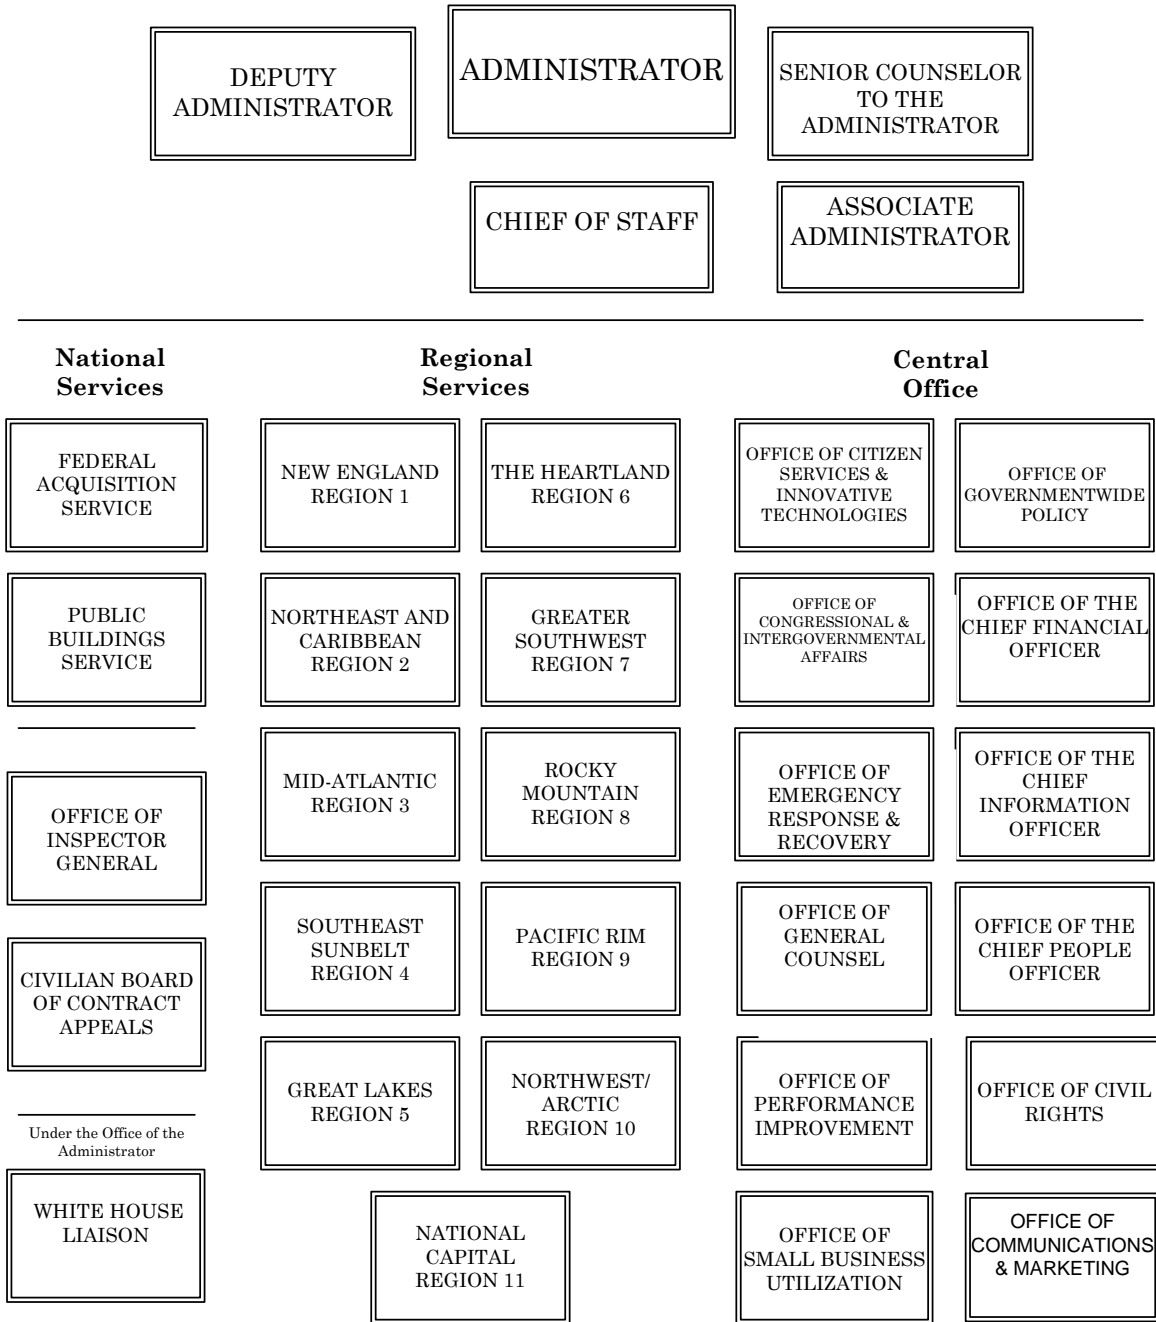 DEPUTY
ADMINISTRATOR
ADMINISTRATOR
SENIOR COUNSELOR
TO THE
ADMINISTRATOR
CHIEF OF STAFF
ASSOCIATE
ADMINISTRATOR
National
Services
FEDERAL
ACQUISITION
SERVICE
PUBLIC
BUILDINGS
SERVICE
OFFICE OF
INSPECTOR
GENERAL
CIVILIAN BOARD
OF CONTRACT
APPEALS
Under the Office of the
Administrator
WHITE HOUSE
LIAISON
Regional
Services
NEW ENGLAND
REGION 1
THE HEARTLAND
REGION 6
NORTHEAST AND
CARIBBEAN
REGION 2
GREATER
SOUTHWEST
REGION 7
MID-ATLANTIC
REGION 3
ROCKY
MOUNTAIN
REGION 8
SOUTHEAST
SUNBELT
REGION 4
PACIFIC RIM
REGION 9
GREAT LAKES
REGION 5
NORTHWEST/
ARCTIC
REGION 10
NATIONAL
CAPITAL
REGION 11
Central
Office
OFFICE OF CITIZEN
SERVICES &
INNOVATIVE
TECHNOLOGIES
OFFICE OF
GOVERNMENTWIDE
POLICY
OFFICE OF
CONGRESSIONAL &
INTERGOVERNMENTAL
AFFAIRS
OFFICE OF THE
CHIEF FINANCIAL
OFFICER
OFFICE OF
EMERGENCY
RESPONSE &
RECOVERY
OFFICE OF THE
CHIEF
INFORMATION
OFFICER
OFFICE OF
GENERAL
COUNSEL
OFFICE OF THE
CHIEF PEOPLE
OFFICER
OFFICE OF
PERFORMANCE
IMPROVEMENT
OFFICE OF CIVIL
RIGHTS
OFFICE OF
SMALL BUSINESS
UTILIZATION
OFFICE OF
COMMUNICATIONS
& MARKETING